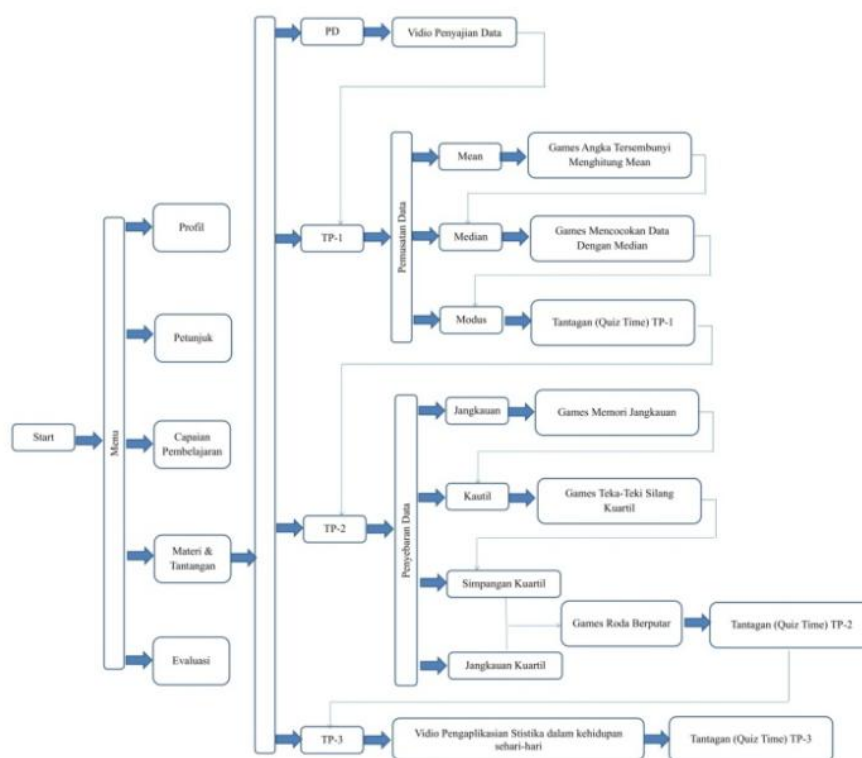 PD
Vidio Penyajian Data
Mean
Games Angka Tersembunyi
Menghitung Mean
Pemusatan Data
Profil
TP-1
Median
Games Mencocokan Data
Dengan Median
Modus
Tantagan (Quiz Time) TP-1
Petunjuk
Start
Menu
Capaian
Pembelajaran
Jangkauan
Games Memori Jangkauan
Kautil
Games Teka-Teki Silang
Kuartil
Penyebaran Data
TP-2
Materi &
Tantangan
Simpangan Kuartil
Games Roda Berputar
Tantagan (Quiz Time) TP-2
Evaluasi
Jangkauan Kuartil
TP-3
Vidio Pengaplikasian Stistika dalam kehidupan
sehari-hari
Tantagan (Quiz Time) TP-3